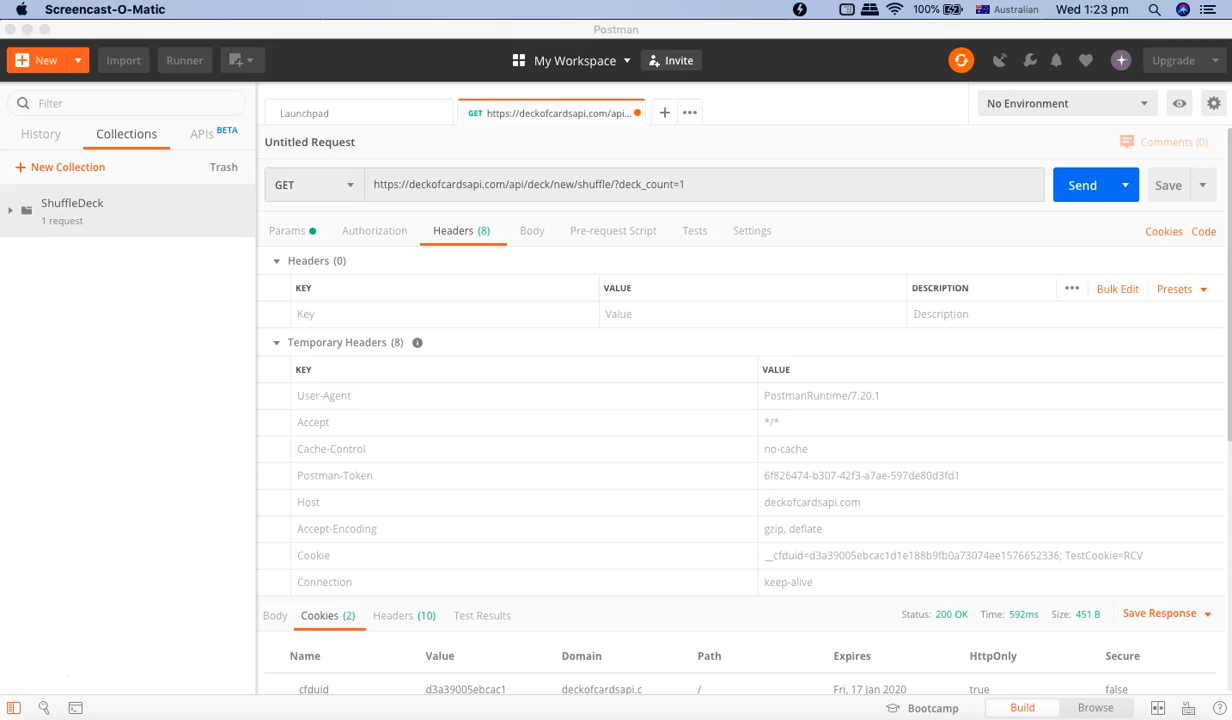 Screencast-O-Matic 100% Australian Wed 1:23 pm
Postman
New Import Runner My Workspace Invite Upgrade
Filter
History Collections APIs BETA
New Collection Trash
ShuffleDeck
1 request
Launchpad GET https://deckofcardsapi.com/api... No Environment
Untitled Request Comments (0)
GET https://deckofcardsapi.com/api/deck/new/shuffle/?deck_count=1 Send Save
Params Authorization Headers (8) Body Pre-request Script Tests Settings Cookies Code
Headers (0)
KEY VALUE DESCRIPTION Bulk Edit Presets
Key Value Description
Temporary Headers (8)
KEY VALUE
User-Agent PostmanRuntime/7.20.1
Accept */*
Cache-Control no-cache
Postman-Token 6f826474-b307-42f3-a7ae-597de80d3fd1
Host deckofcardsapi.com
Accept-Encoding gzip, deflate
Cookie __cfduid=d3a39005ebcac1d1e188b9fb0a73074ee1576652336; TestCookie=RCV
Connection keep-alive
Body Cookies (2) Headers (10) Test Results Status: 200 OK Time: 592ms Size: 451 B Save Response
Name Value Domain Path Expires HttpOnly Secure
cfduid d3a39005ebcac1 deckofcardsapi.c / Fri, 17 Jan 2020 true false
Bootcamp Build Browse